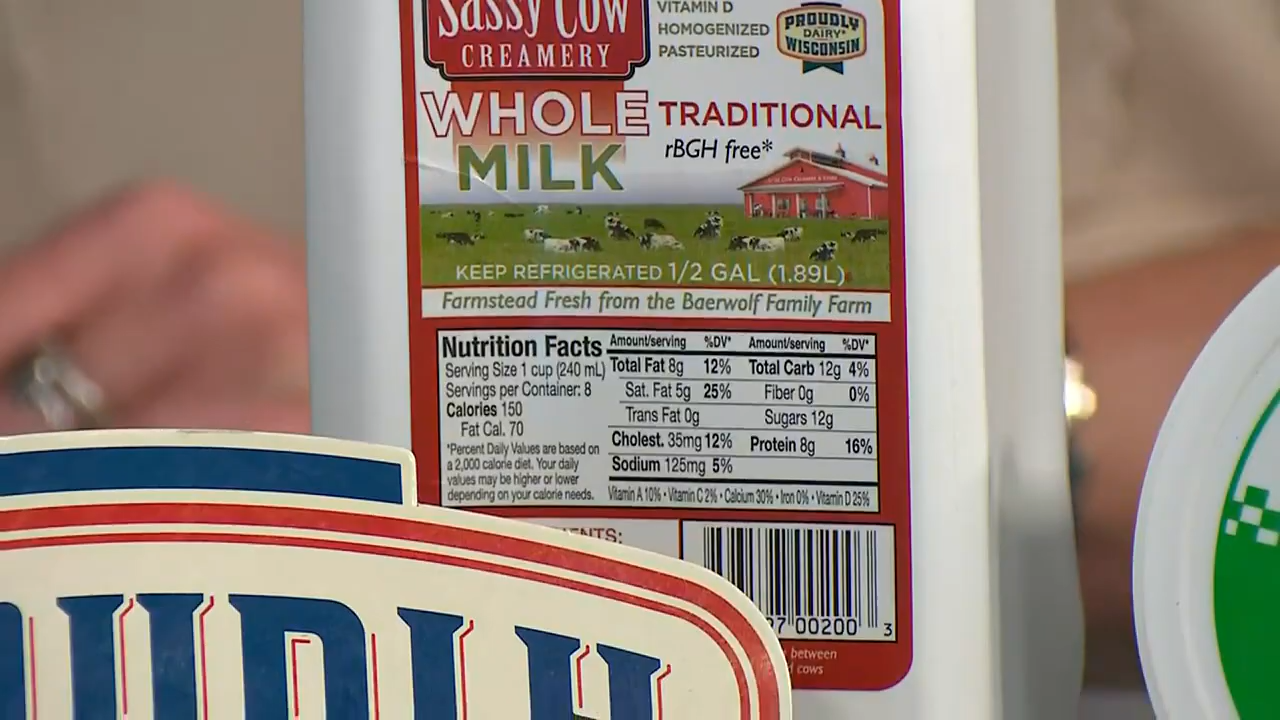 Sassy Cow
CREAMERY
VITAMIN D
HOMOGENIZED
PASTEURIZED
PROUDLY
DAIRY
WISCONSIN
WHOLE
MILK
TRADITIONAL
rBGH free*
KEEP REFRIGERATED 1/2 GAL (1.89L)
Farmstead Fresh from the Baerwolf Family Farm
Nutrition Facts
Serving Size 1 cup (240 mL)
Servings per Container: 8
Calories 150
Fat Cal. 70
*Percent Daily Values are based on
a 2,000 calorie diet. Your daily
values may be higher or lower
depending on your calorie needs.
Amount/serving %DV* Amount/serving %DV*
Total Fat 8g 12% Total Carb 12g 4%
Sat. Fat 5g 25% Fiber 0g 0%
Trans Fat 0g Sugars 12g
Cholest. 35mg 12% Protein 8g 16%
Sodium 125mg 5%
Vitamin A 10% • Vitamin C 2% • Calcium 30% • Iron 0% • Vitamin D 25%
ENTS:
7 00200 3
between
cows
UDLY